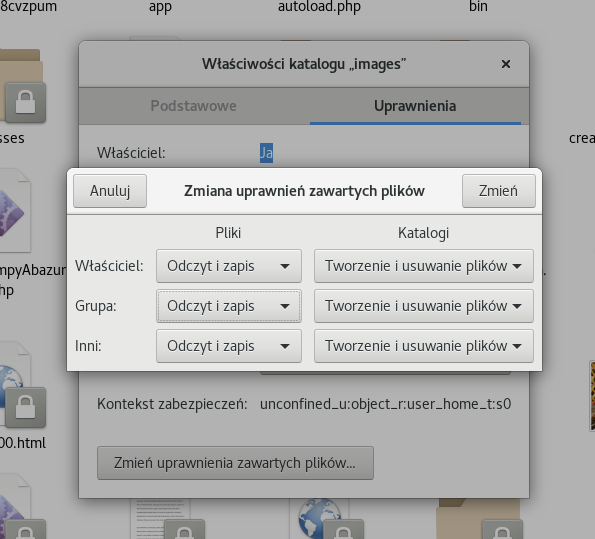 8cvzpum app autoload.php bin
Właściwości katalogu „images”
Podstawowe Uprawnienia
sses
crea
Właściciel: Ja
Anuluj Zmiana uprawnień zawartych plików Zmień
Pliki Katalogi
mpyAbazur
hp
Właściciel: Odczyt i zapis Tworzenie i usuwanie plików
Grupa: Odczyt i zapis Tworzenie i usuwanie plików
Inni: Odczyt i zapis Tworzenie i usuwanie plików
Kontekst zabezpieczeń: unconfined_u:object_r:user_home_t:s0
00.html
Zmień uprawnienia zawartych plików...